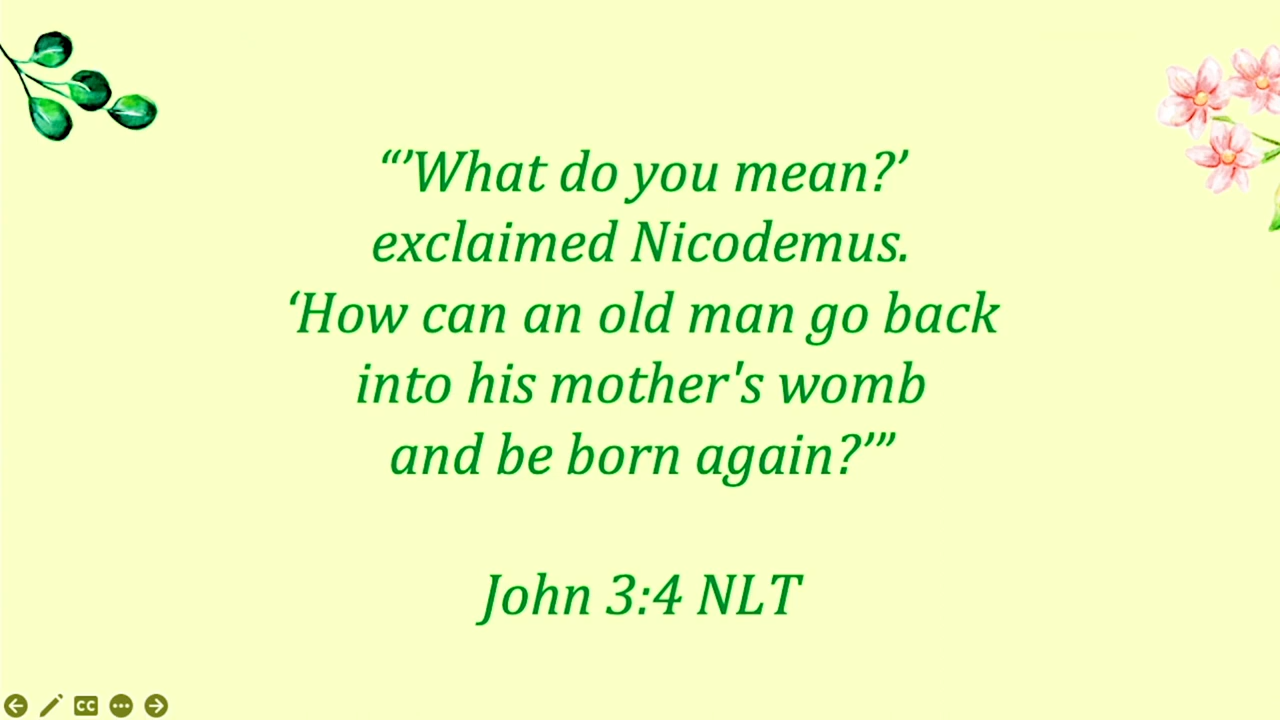 “’What do you mean?’
exclaimed Nicodemus.
‘How can an old man go back
into his mother's womb
and be born again?’”
John 3:4 NLT
CC